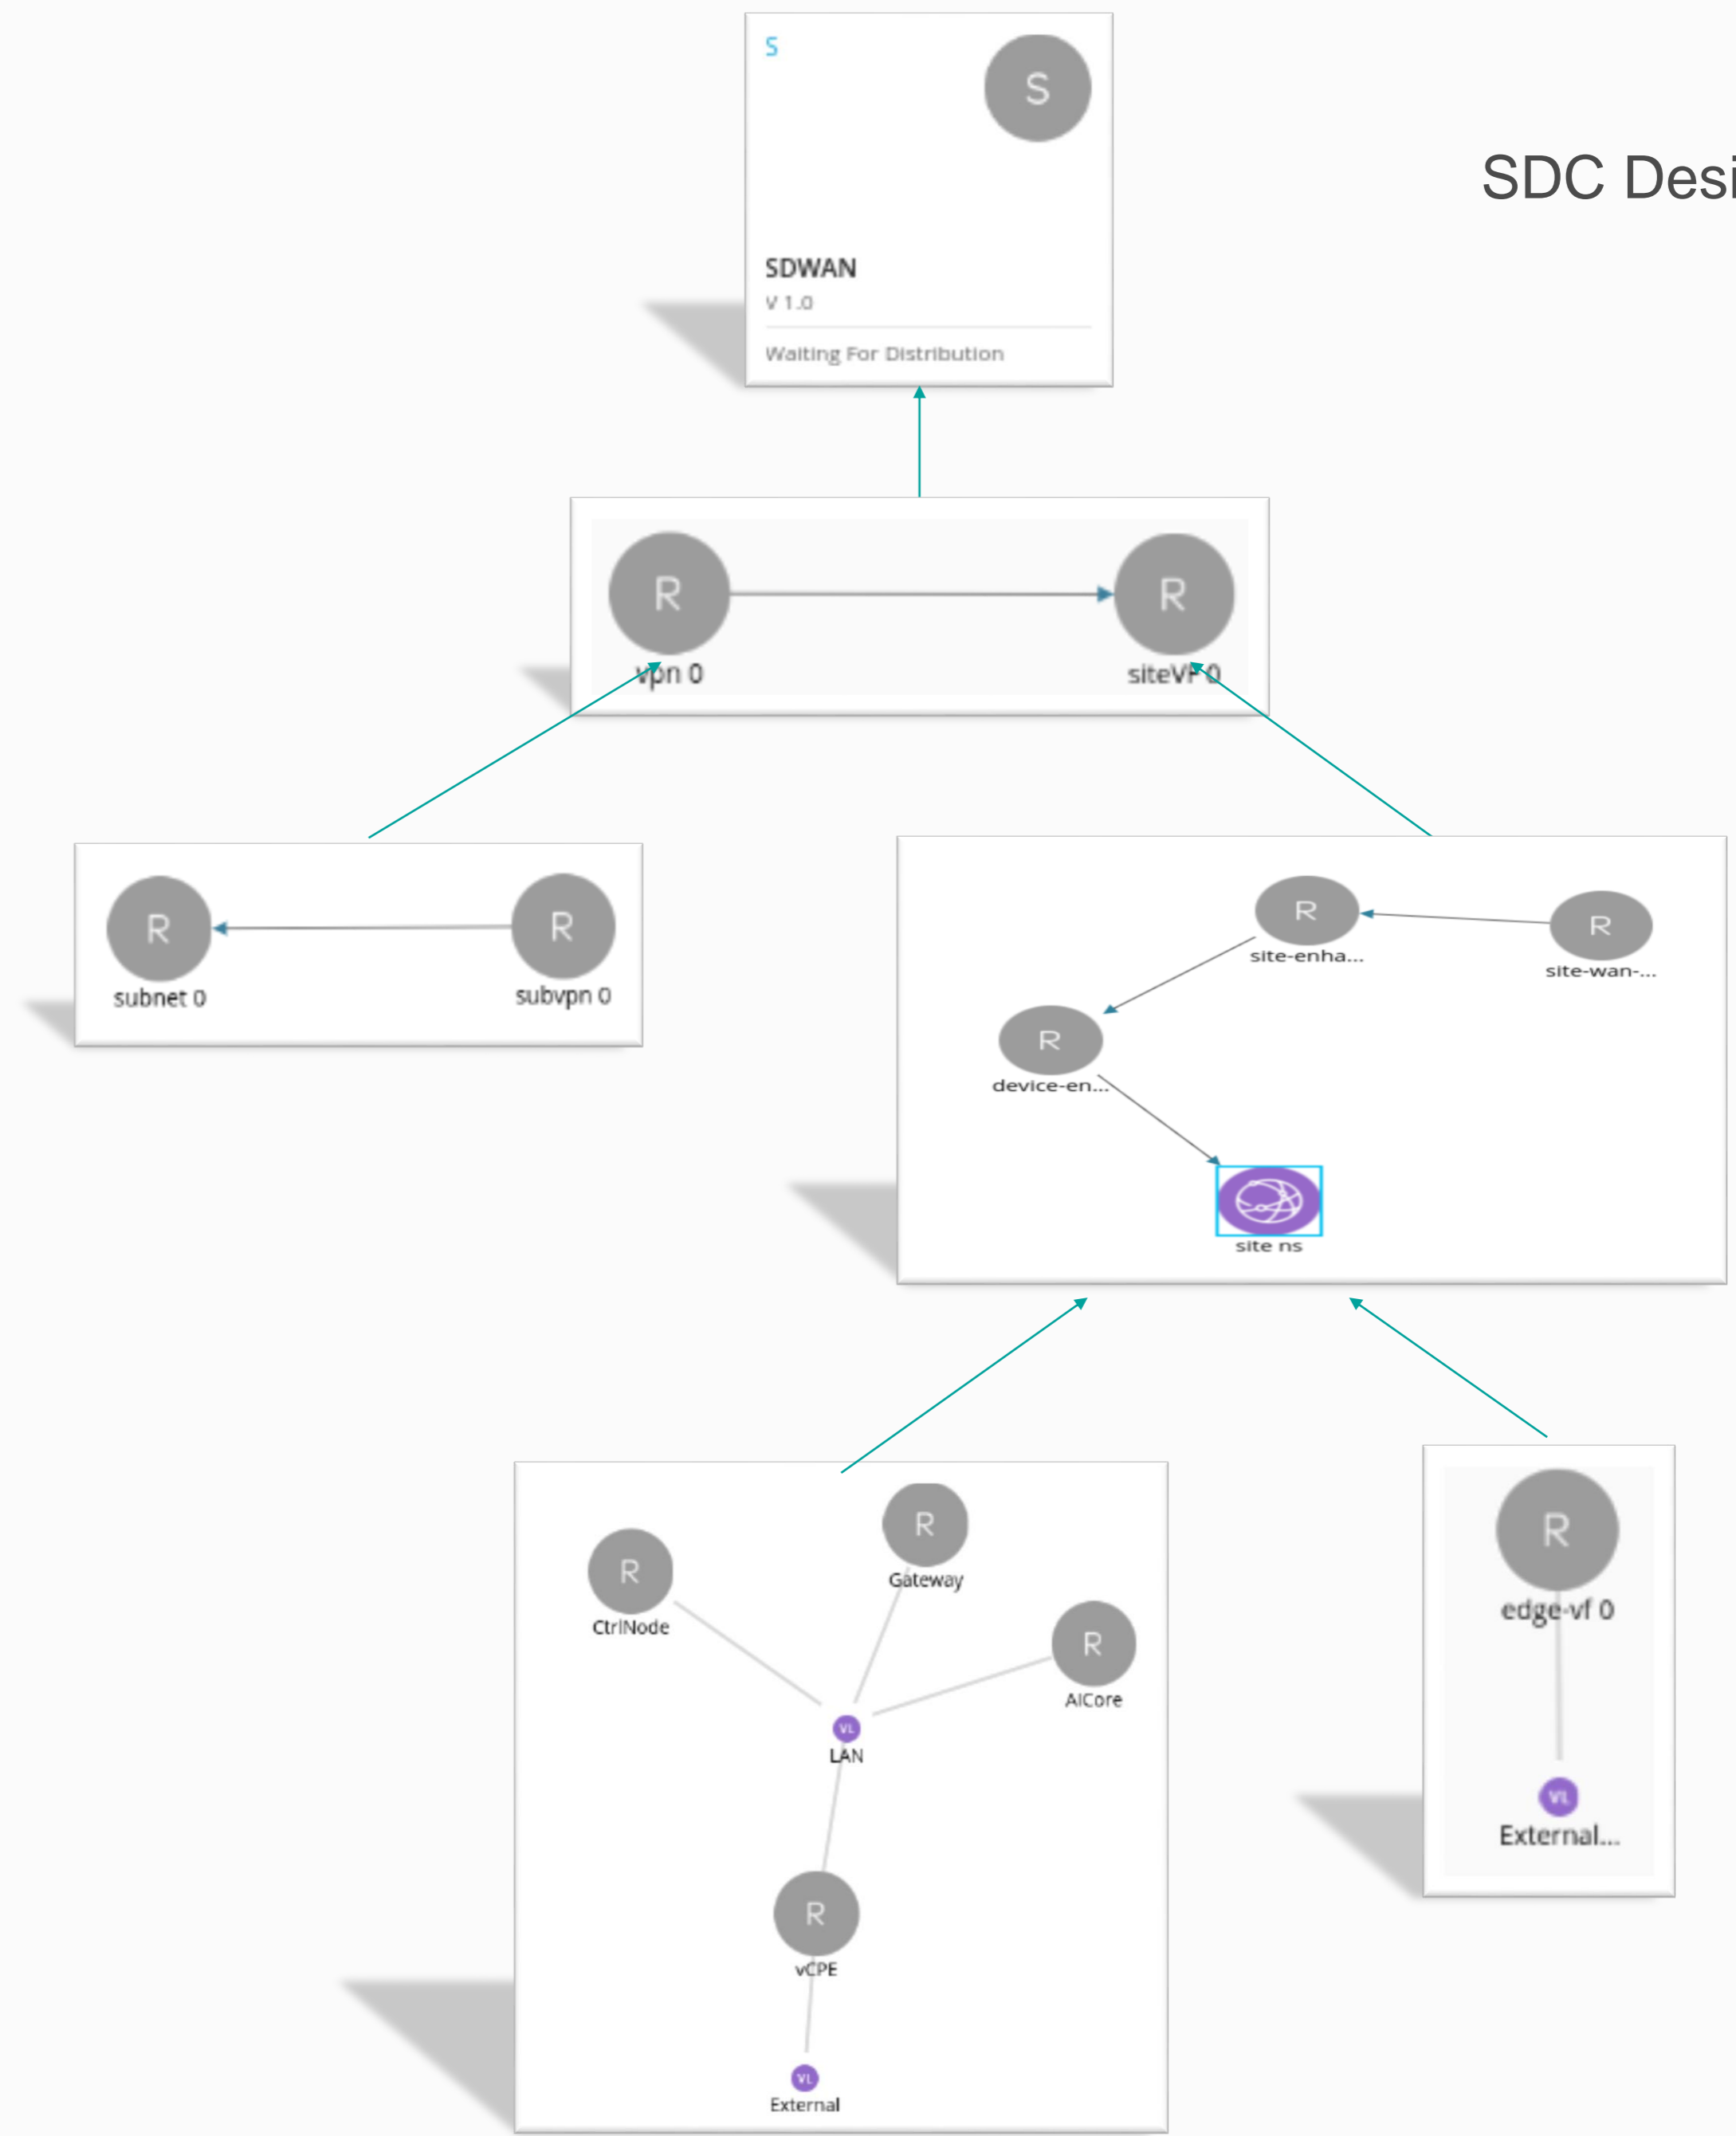 S
S
SDC Desi
SDWAN
V 1.0
Waiting For Distribution
R
R
vpn 0
siteVF 0
R
R
subnet 0
subvpn 0
R
site-enha...
R
site-wan-...
R
device-en...
site ns
R
Gateway
R
CtrlNode
R
AICore
VL
LAN
R
vCPE
VL
External
R
edge-vf 0
VL
External...